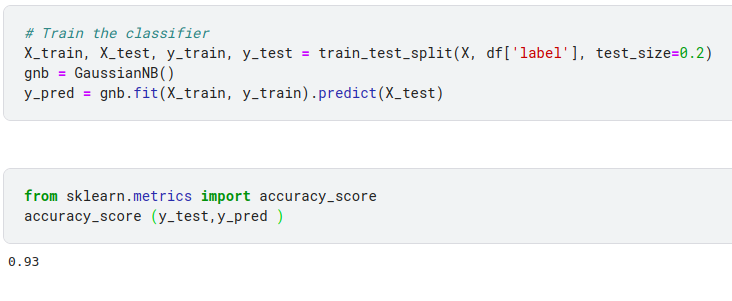 # Train the classifier
X_train, X_test, y_train, y_test = train_test_split(X, df['label'], test_size=0.2)
gnb = GaussianNB()
y_pred = gnb.fit(X_train, y_train).predict(X_test)
from sklearn.metrics import accuracy_score
accuracy_score (y_test,y_pred )
0.93